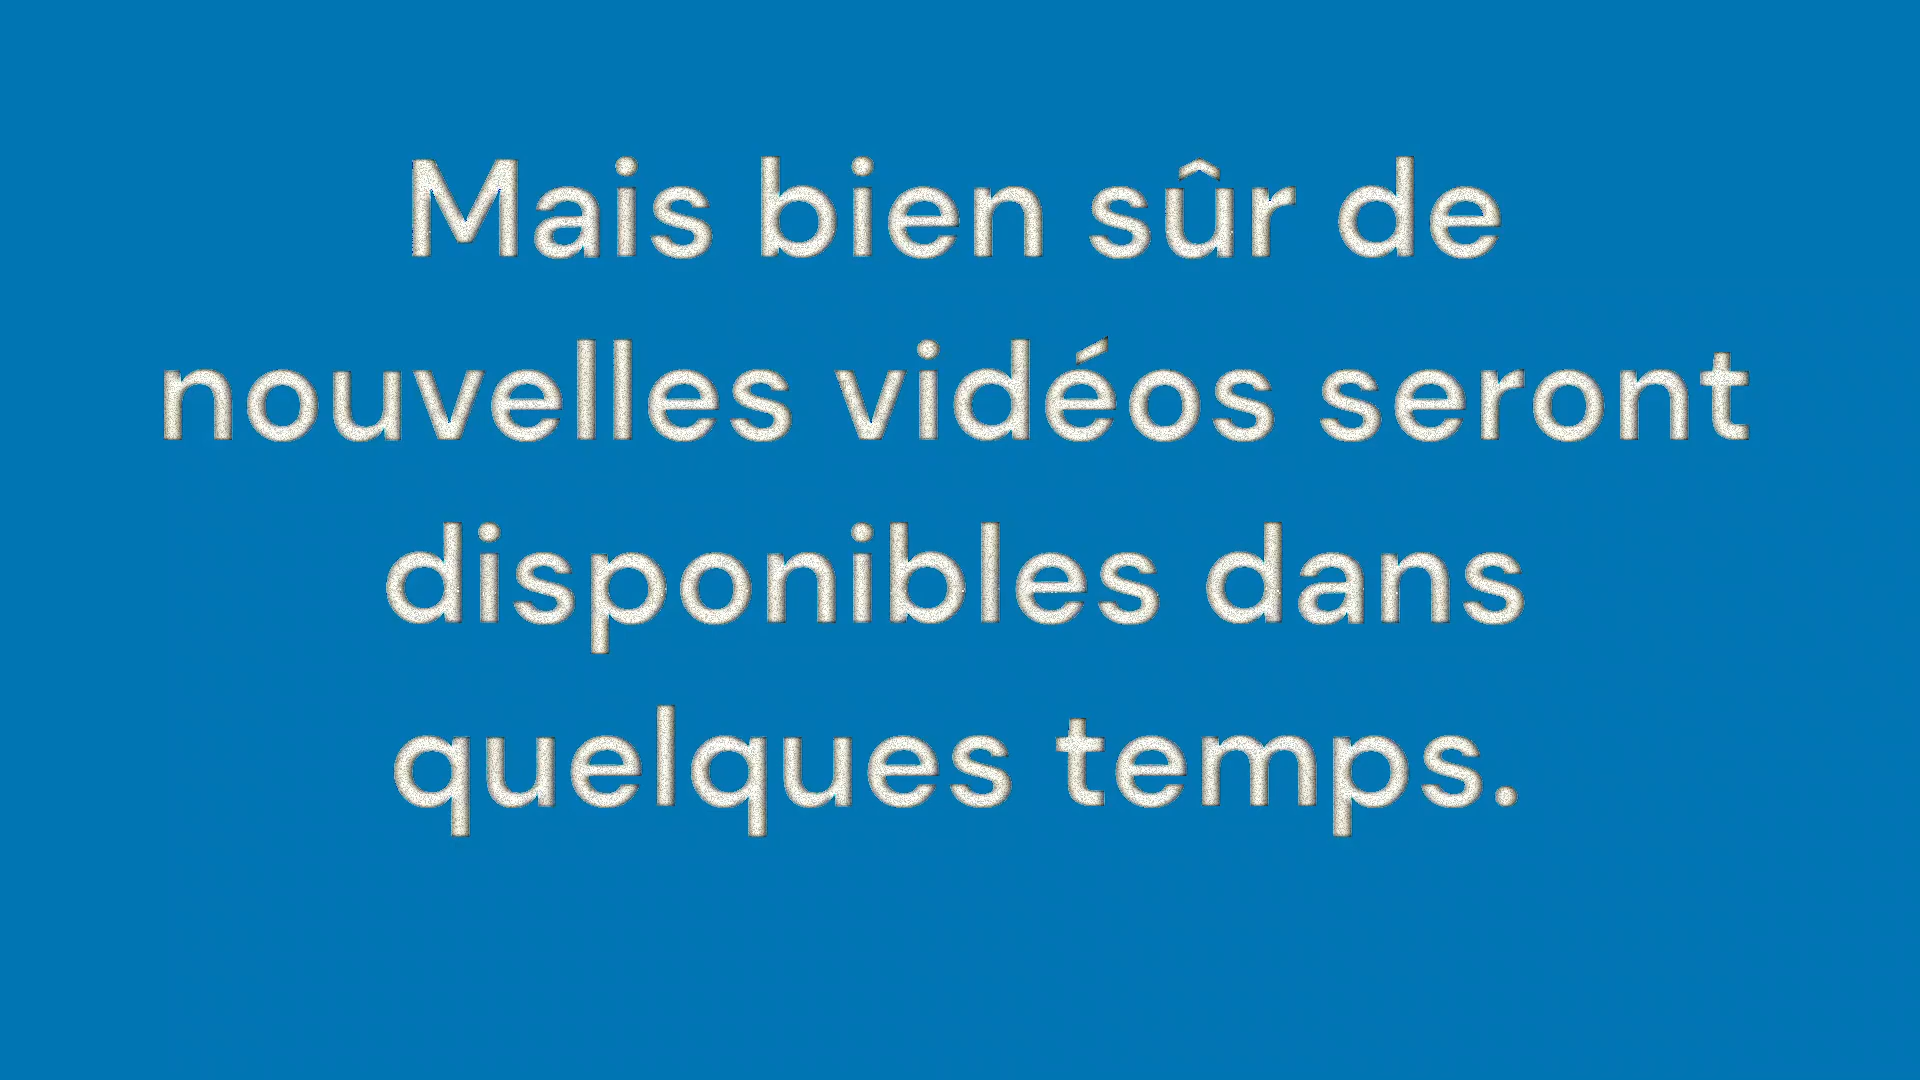 Mais bien sûr de
nouvelles vidéos seront
disponibles dans
quelques temps.